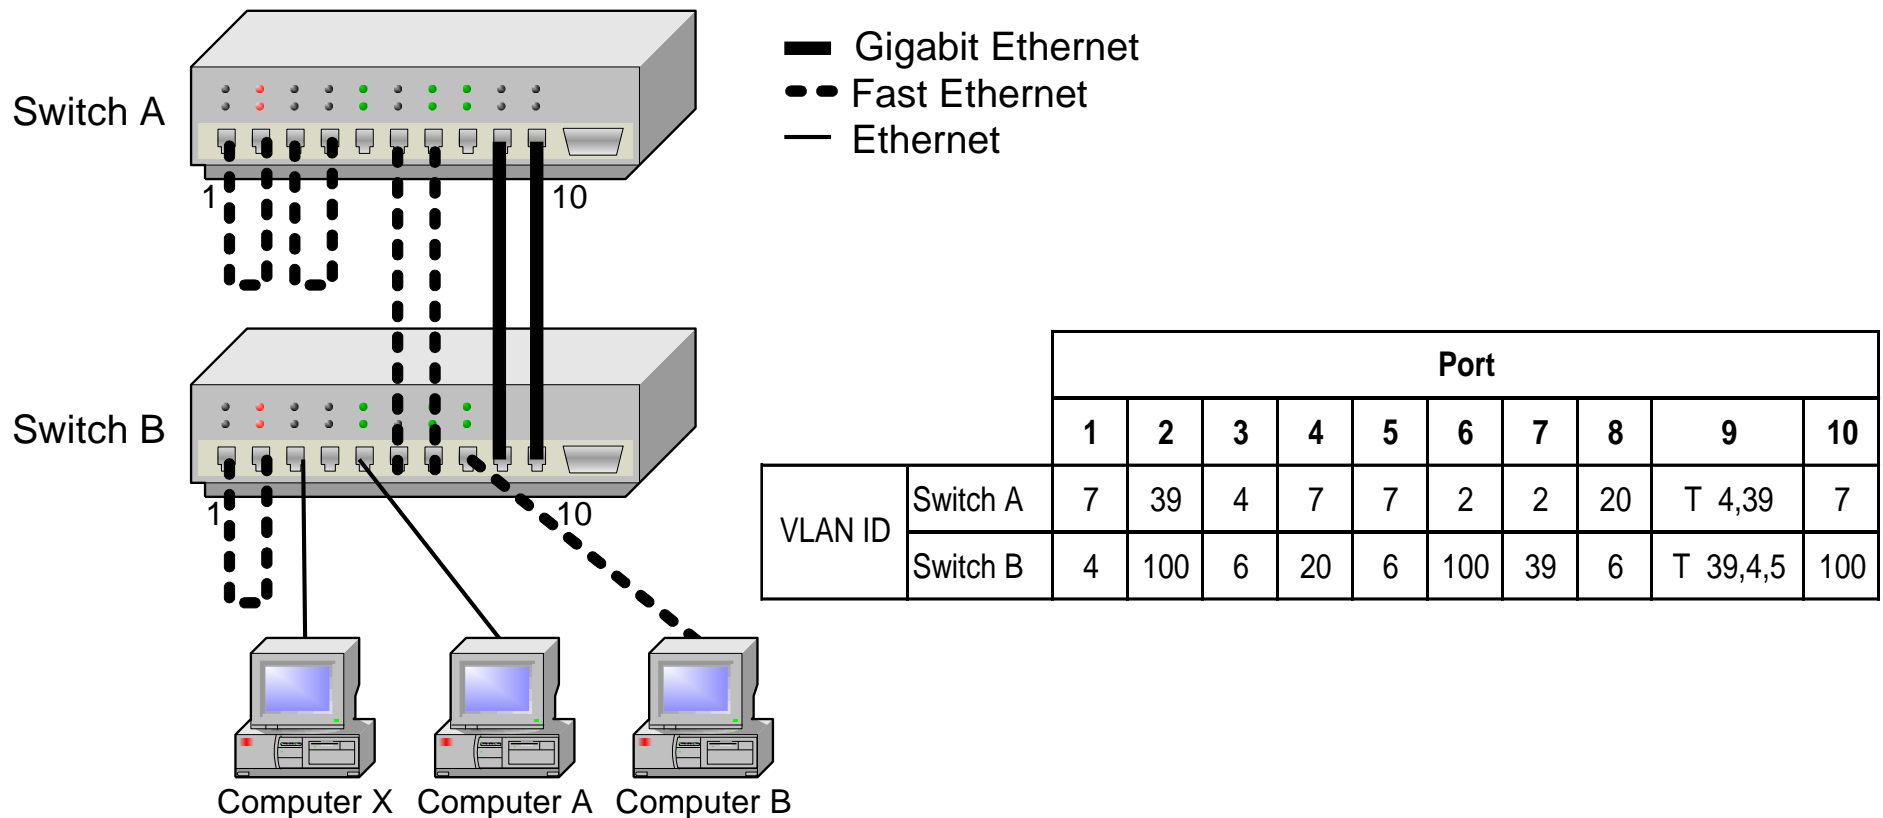 Gigabit Ethernet
Fast Ethernet
Ethernet
Switch A
1
10
Switch B
1
10
Computer X
Computer A
Computer B
Port
1 2 3 4 5 6 7 8 9 10
VLAN ID
Switch A 7 39 4 7 7 2 2 20 T 4,39 7
Switch B 4 100 6 20 6 100 39 6 T 39,4,5 100